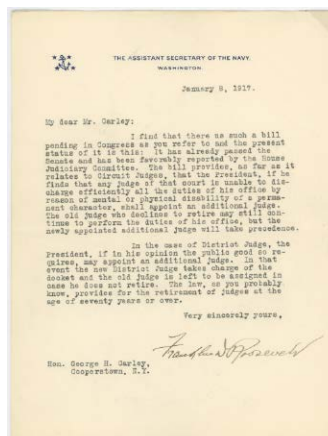 THE ASSISTANT SECRETARY OF THE NAVY.
WASHINGTON.
January 8, 1917.
My dear Mr. Carley:
I find that there is such a bill
pending in Congress as you refer to and the present
status of it is this: It has already passed the
Senate and has been favorably reported by the House
Judiciary Committee. The bill provides, as far as it
relates to Circuit Judges, that the President, if he
finds that any judge of that court is unable to dis-
charge efficiently all the duties of his office by
reason of mental or physical disability of a perma-
nent character, shall appoint an additional judge.
The old judge who declines to retire may still con-
tinue to perform the duties of his office, but the
newly appointed additional judge will take precedence.
In the case of District Judge, the
President, if in his opinion the public good so re-
quires, may appoint an additional judge. In that
event the new District Judge takes charge of the
docket and the old judge is left to be assigned in
case he does not retire. The law, as you probably
know, provides for the retirement of judges at the
age of seventy years or over.
Very sincerely yours,
Franklin D Roosevelt
Hon. George H. Carley,
Cooperstown, N.Y.